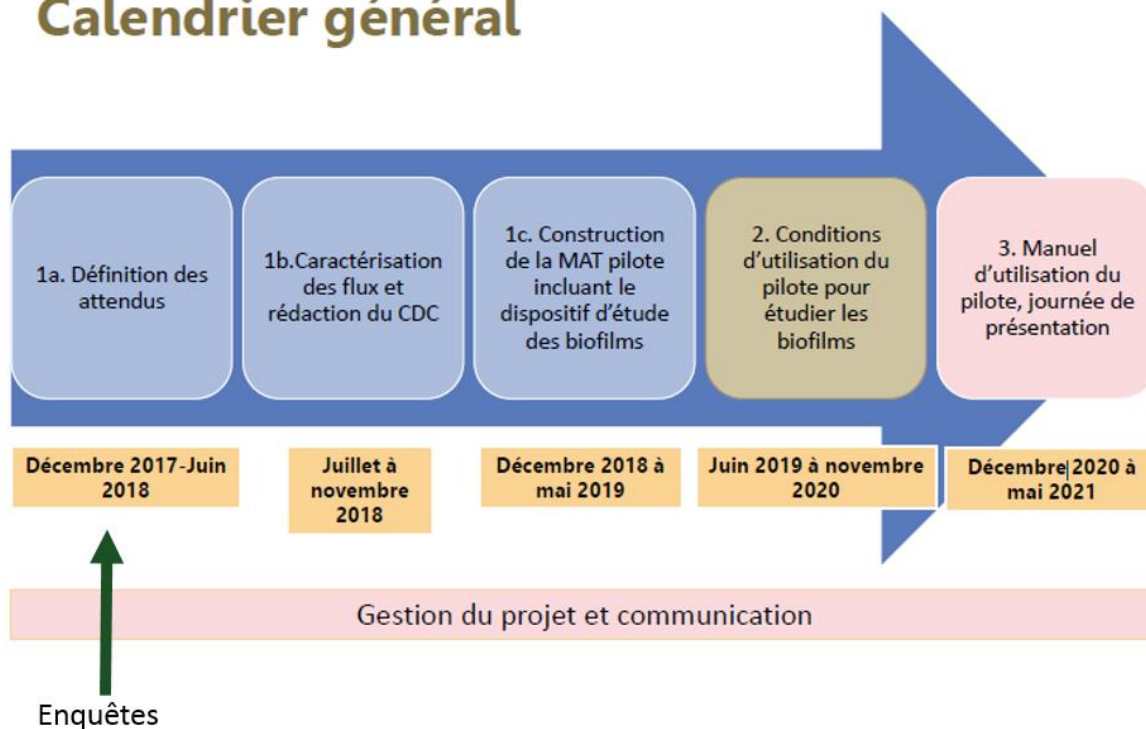 Calendrier général
1a. Définition des
attendus
1b.Caractérisation
des flux et
rédaction du CDC
1c. Construction
de la MAT pilote
incluant le
dispositif d'étude
des biofilms
2. Conditions
d'utilisation du
pilote pour
étudier les
biofilms
3. Manuel
d'utilisation du
pilote, journée de
présentation
Décembre 2017-Juin
2018
Juillet à
novembre
2018
Décembre 2018 à
mai 2019
Juin 2019 à novembre
2020
Décembre 2020 à
mai 2021
Gestion du projet et communication
Enquêtes